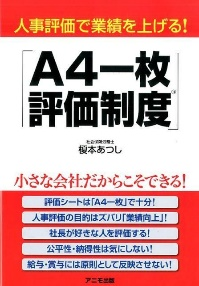 人事評価で業績を上げる!
「A4一枚
評価制度」
社会保険労務士
榎本あつし
小さな会社だからこそできる!
評価シートは「A4一枚」で十分!
人事評価の目的はズバリ「業績向上」!
社長が好きな人を評価する!
公平性・納得性は気にしない!
給与・賞与には原則として反映させない!
アニモ出版